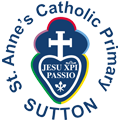 St. Anne's Catholic Primary
JESU XPI
PASSIO
SUTTON